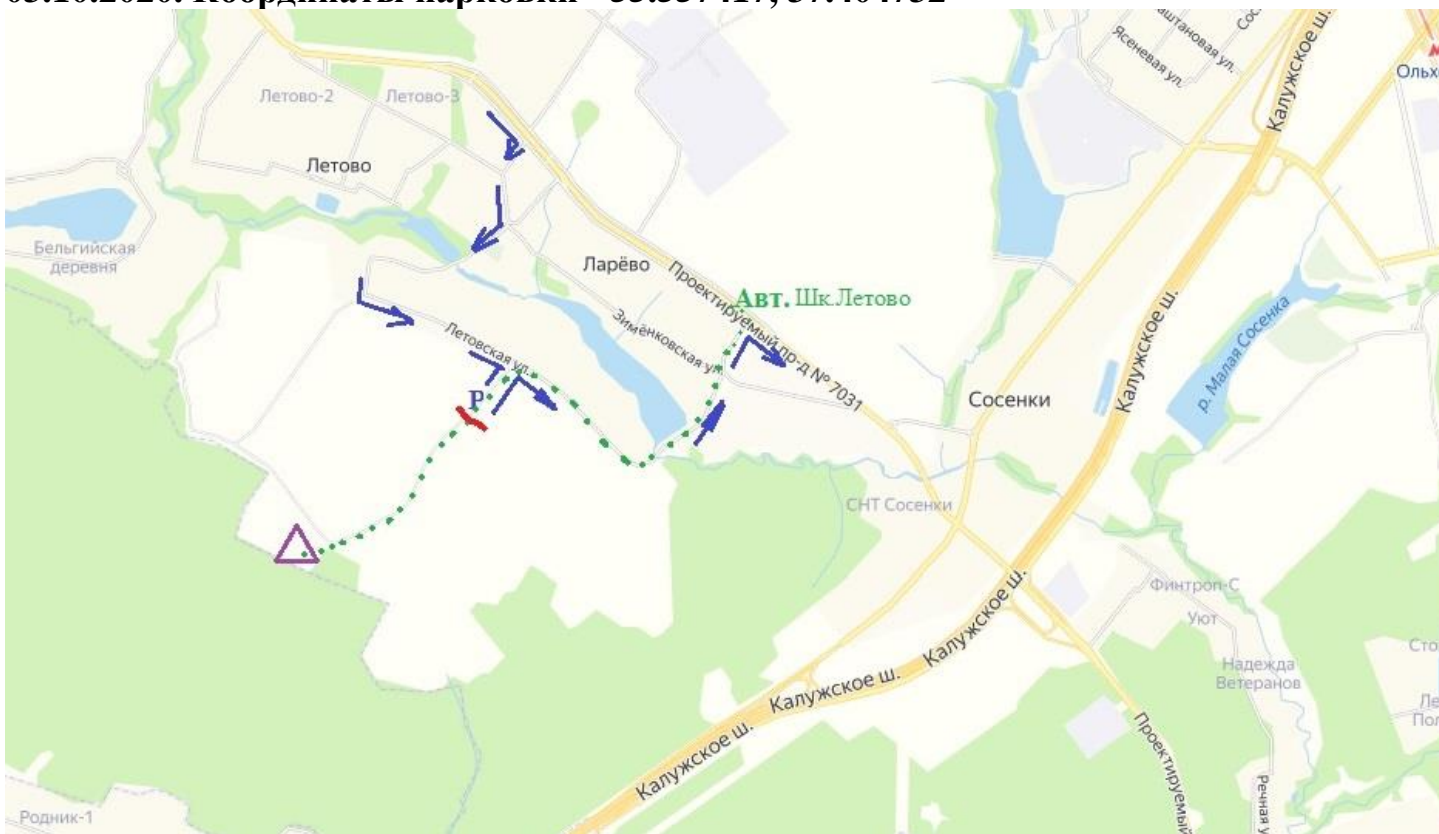 Ясеневая ул.
Ольх
Калужское ш.
Летово-2
Летово-3
Летово
Бельгийская
деревня
Ларёво
Проектируемый пр-д № 7031
Авт. Шк.Летово
Зимёнковская ул.
Летовская ул.
Р
Калужское ш.
р. Малая Сосенка
Сосенки
СНТ Сосенки
Финтроп-С
Уют
Надежда
Ветеранов
Калужское ш.
Калужское ш.
Калужское ш.
Проектируемый
Речная у
Родник-1